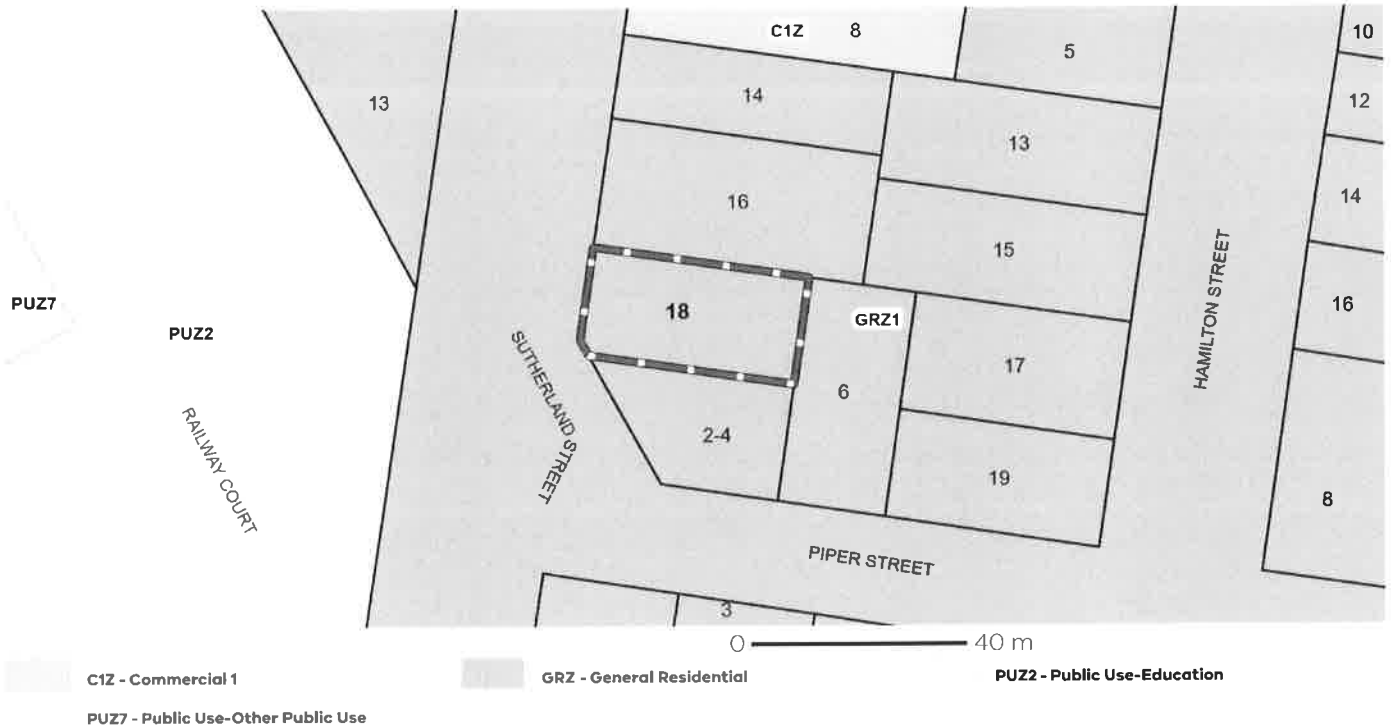 C1Z 8
10
5
13
14
12
13
16
14
15
HAMILTON STREET
PUZ7
18
GRZ1
16
PUZ2
SUTHERLAND STREET
17
6
RAILWAY COURT
2-4
19
8
PIPER STREET
3
0 40 m
C1Z - Commercial 1
GRZ - General Residential
PUZ2 - Public Use-Education
PUZ7 - Public Use-Other Public Use